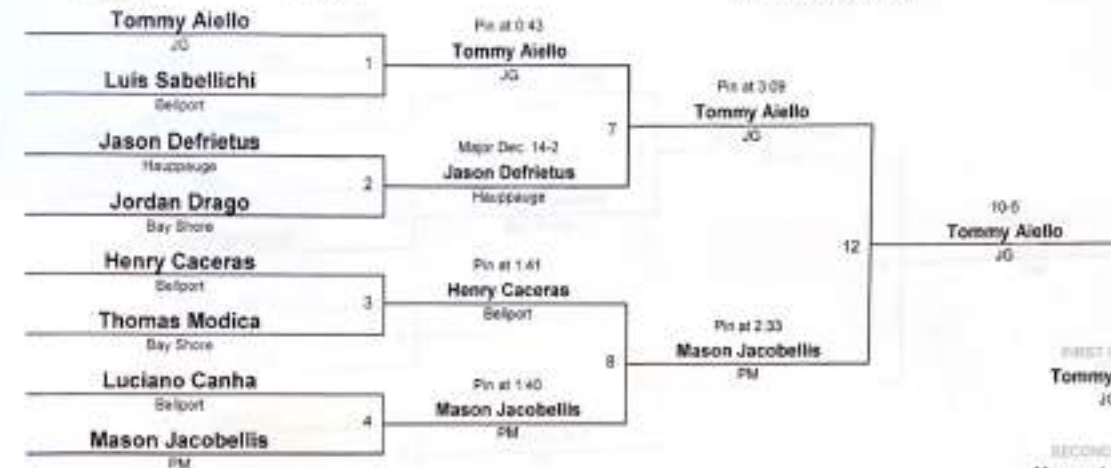 Tommy Aiello
JG
1
Luis Sabellichi
Bellport
Jason Defrietus
Hauppauge
2
Jordan Drago
Bay Shore
Henry Caceras
Bellport
3
Thomas Modica
Bay Shore
Luciano Canha
Bellport
4
Mason Jacobellis
PM
Pin at 0:43
Tommy Aiello
JG
7
Major Dec. 14-2
Jason Defrietus
Hauppauge
Pin at 1:41
Henry Caceras
Bellport
8
Pin at 1:40
Mason Jacobellis
PM
Pin at 3:09
Tommy Aiello
JG
12
Pin at 2:33
Mason Jacobellis
PM
10-5
Tommy Aiello
JG
FIRST
Tommy
SECOND